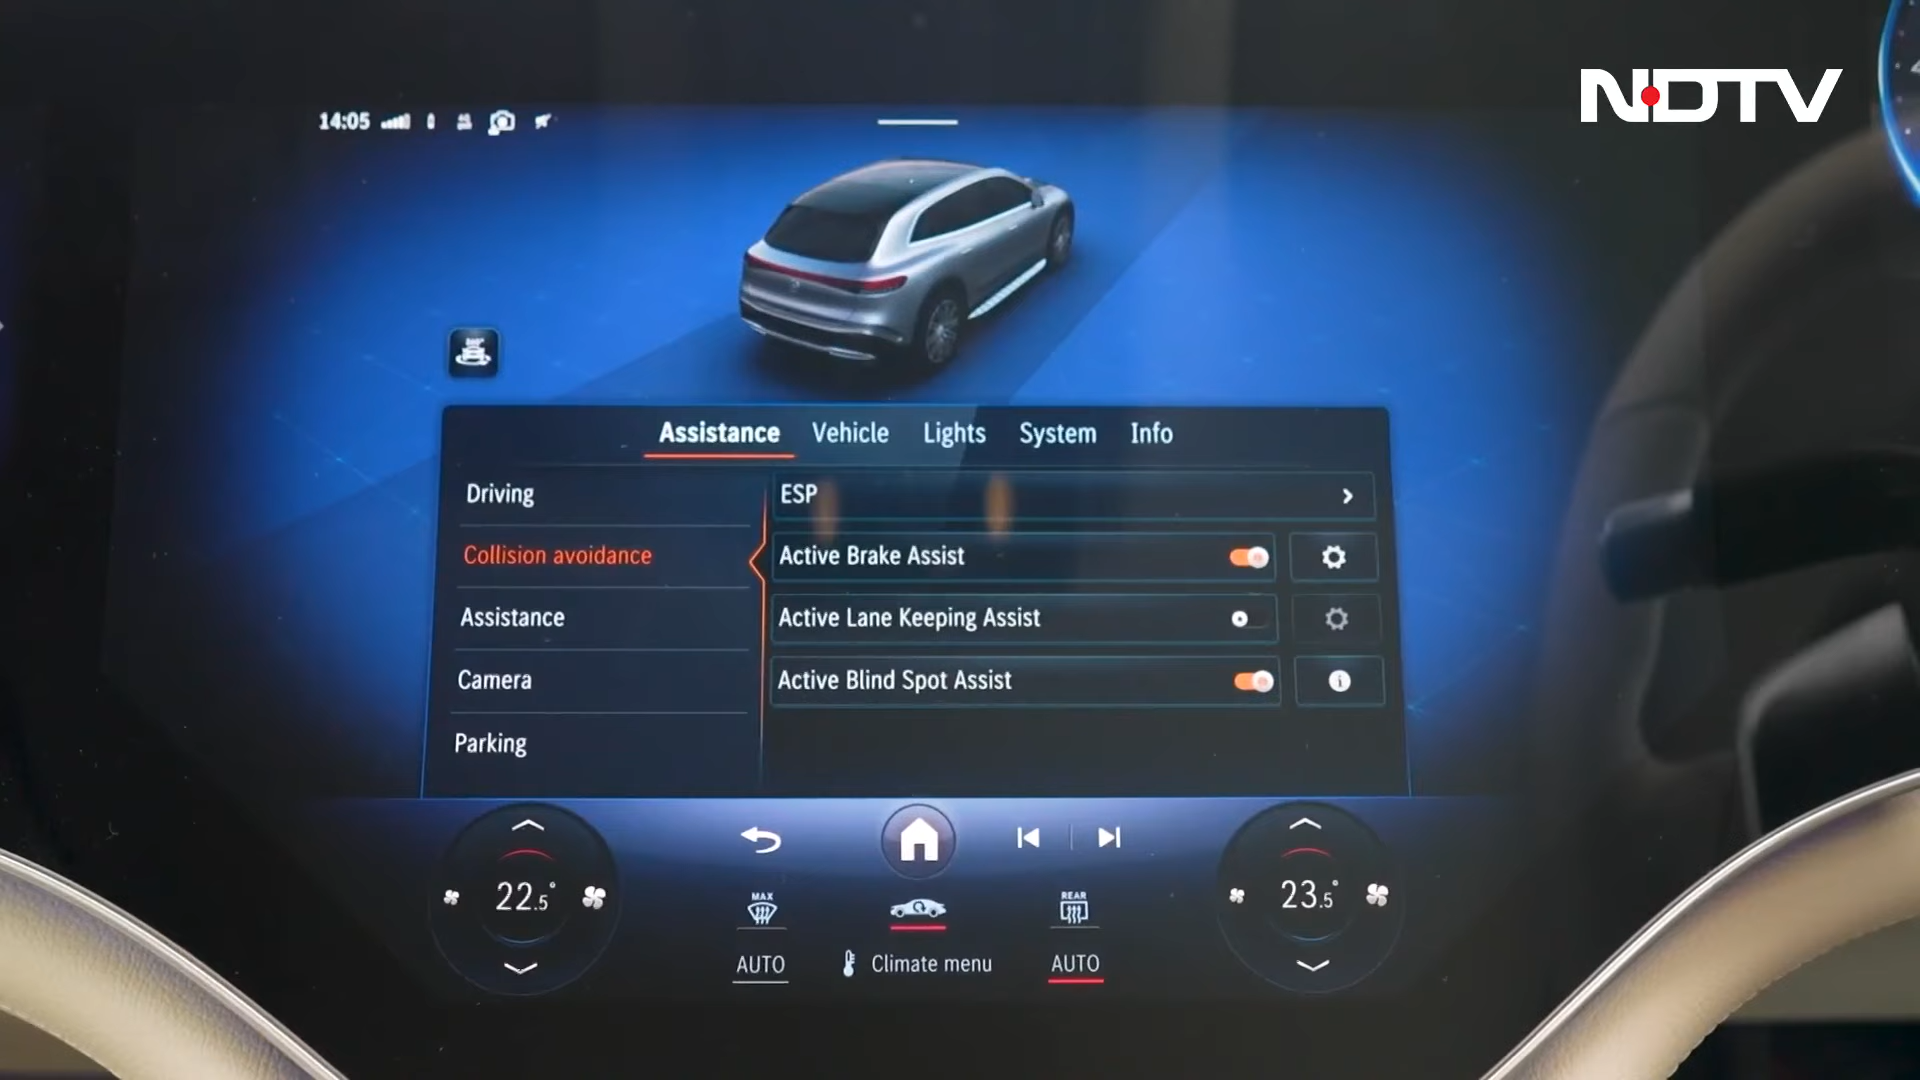 NDTV
14:05
Assistance Vehicle Lights System Info
Driving
Collision avoidance
Assistance
Camera
Parking
ESP
Active Brake Assist
Active Lane Keeping Assist
Active Blind Spot Assist
22.5°
23.5°
MAX
REAR
AUTO
Climate menu
AUTO